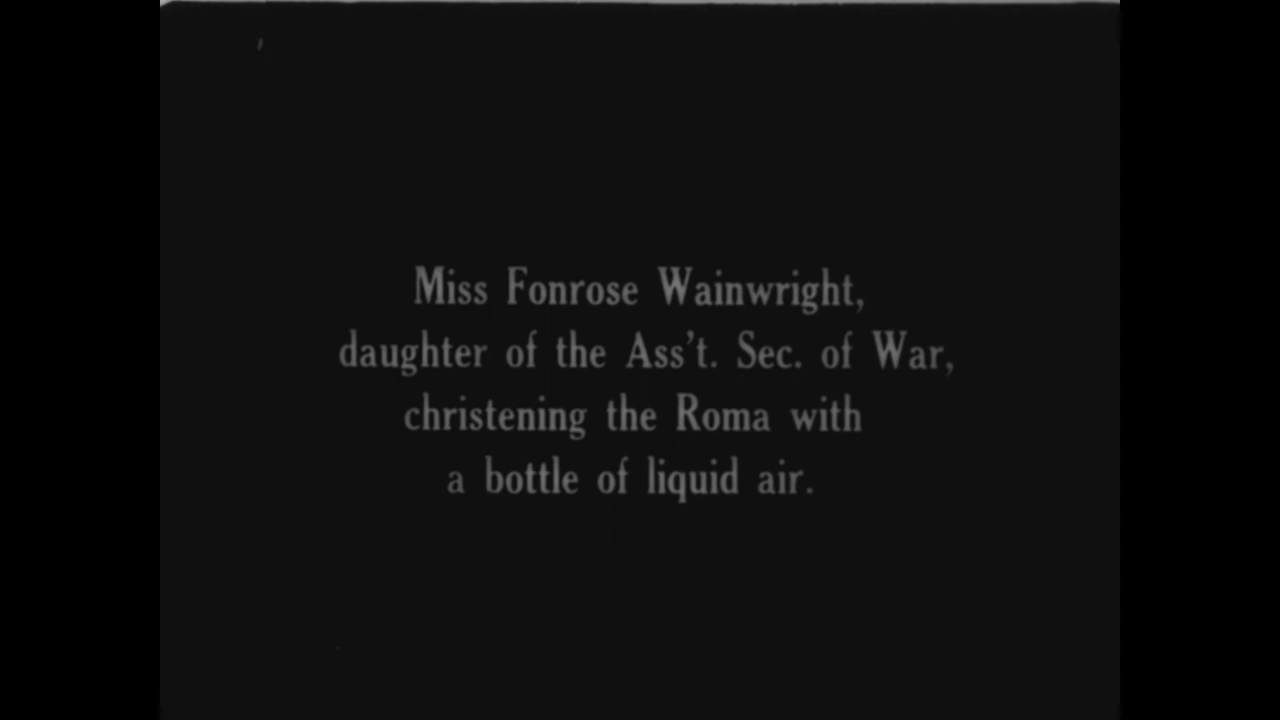 Miss Fonrose Wainwright,
daughter of the Ass't. Sec. of War,
christening the Roma with
a bottle of liquid air.